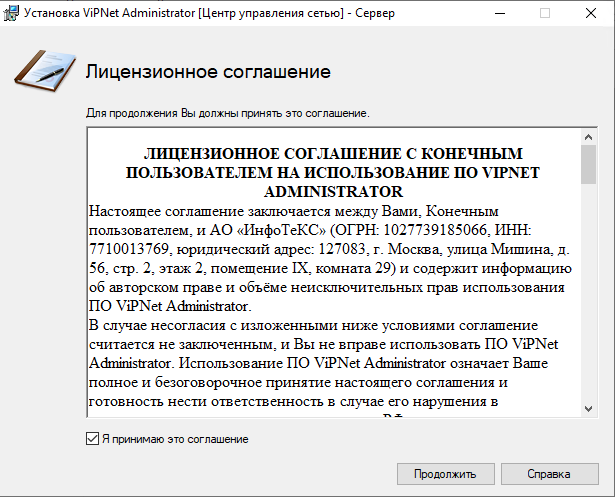 Установка ViPNet Administrator [Центр управления сетью] - Сервер
Лицензионное соглашение
Для продолжения Вы должны принять это соглашение.
ЛИЦЕНЗИОННОЕ СОГЛАШЕНИЕ С КОНЕЧНЫМ
ПОЛЬЗОВАТЕЛЕМ НА ИСПОЛЬЗОВАНИЕ ПО VIPNET
ADMINISTRATOR
Настоящее соглашение заключается между Вами, Конечным
пользователем, и АО «ИнфоТеКС» (ОГРН: 1027739185066, ИНН:
7710013769, юридический адрес: 127083, г. Москва, улица Мишина, д.
56, стр. 2, этаж 2, помещение IX, комната 29) и содержит информацию
об авторском праве и объёме неисключительных прав использования
ПО ViPNet Administrator.
В случае несогласия с изложенными ниже условиями соглашение
считается не заключенным, и Вы не вправе использовать ПО ViPNet
Administrator. Использование ПО ViPNet Administrator означает Ваше
полное и безоговорочное принятие настоящего соглашения и
готовность нести ответственность в случае его нарушения в
Я принимаю это соглашение
Продолжить
Справка